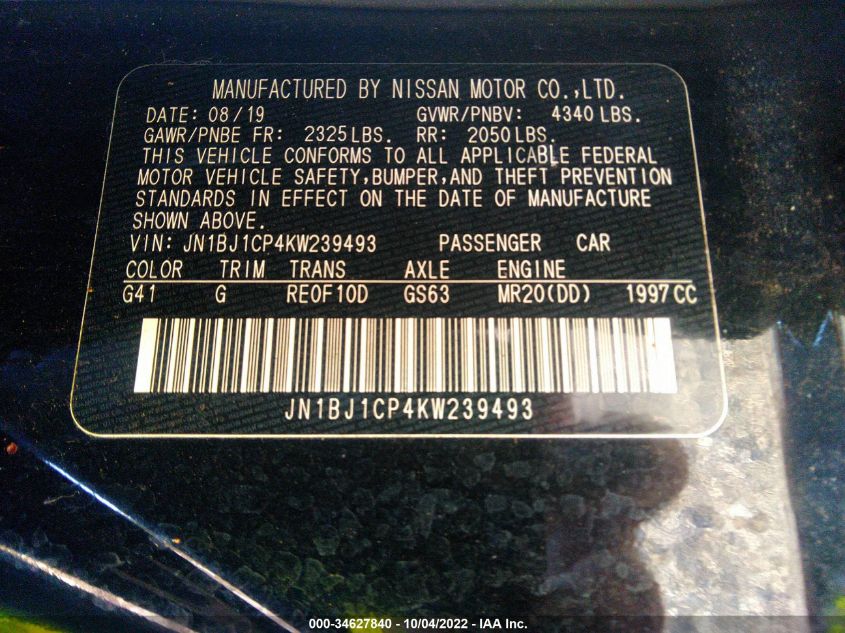 MANUFACTURED BY NISSAN MOTOR CO.,LTD.
DATE: 08/19 GVWR/PNBV: 4340 LBS.
GAWR/PNBE FR: 2325 LBS. RR: 2050 LBS.
THIS VEHICLE CONFORMS TO ALL APPLICABLE FEDERAL
MOTOR VEHICLE SAFETY,BUMPER,AND THEFT PREVENTION
STANDARDS IN EFFECT ON THE DATE OF MANUFACTURE
SHOWN ABOVE.
VIN: JN1BJ1CP4KW239493 PASSENGER CAR
COLOR TRIM TRANS AXLE ENGINE
G41 G RE0F10D GS63 MR20(DD) 1997 CC
JN1BJ1CP4KW239493
000-34627840 - 10/04/2022 - IAA Inc.